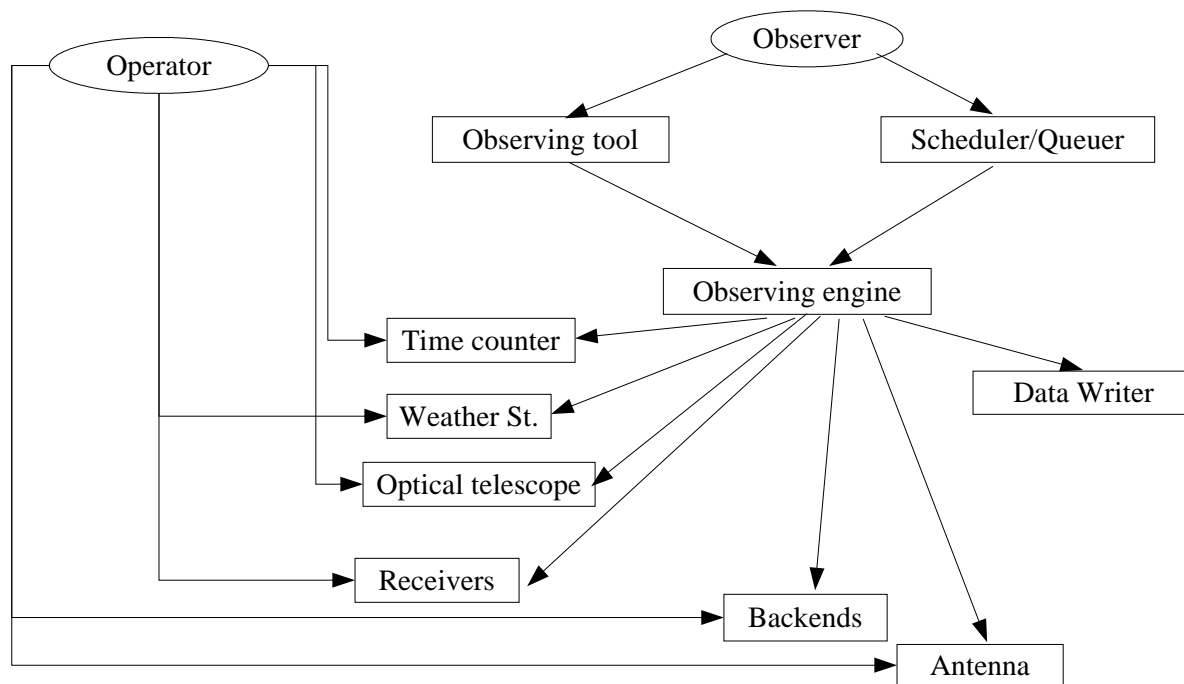 Observer
Operator
Observing tool
Scheduler/Queuer
Observing engine
Time counter
Data Writer
Weather St.
Optical telescope
Receivers
Backends
Antenna